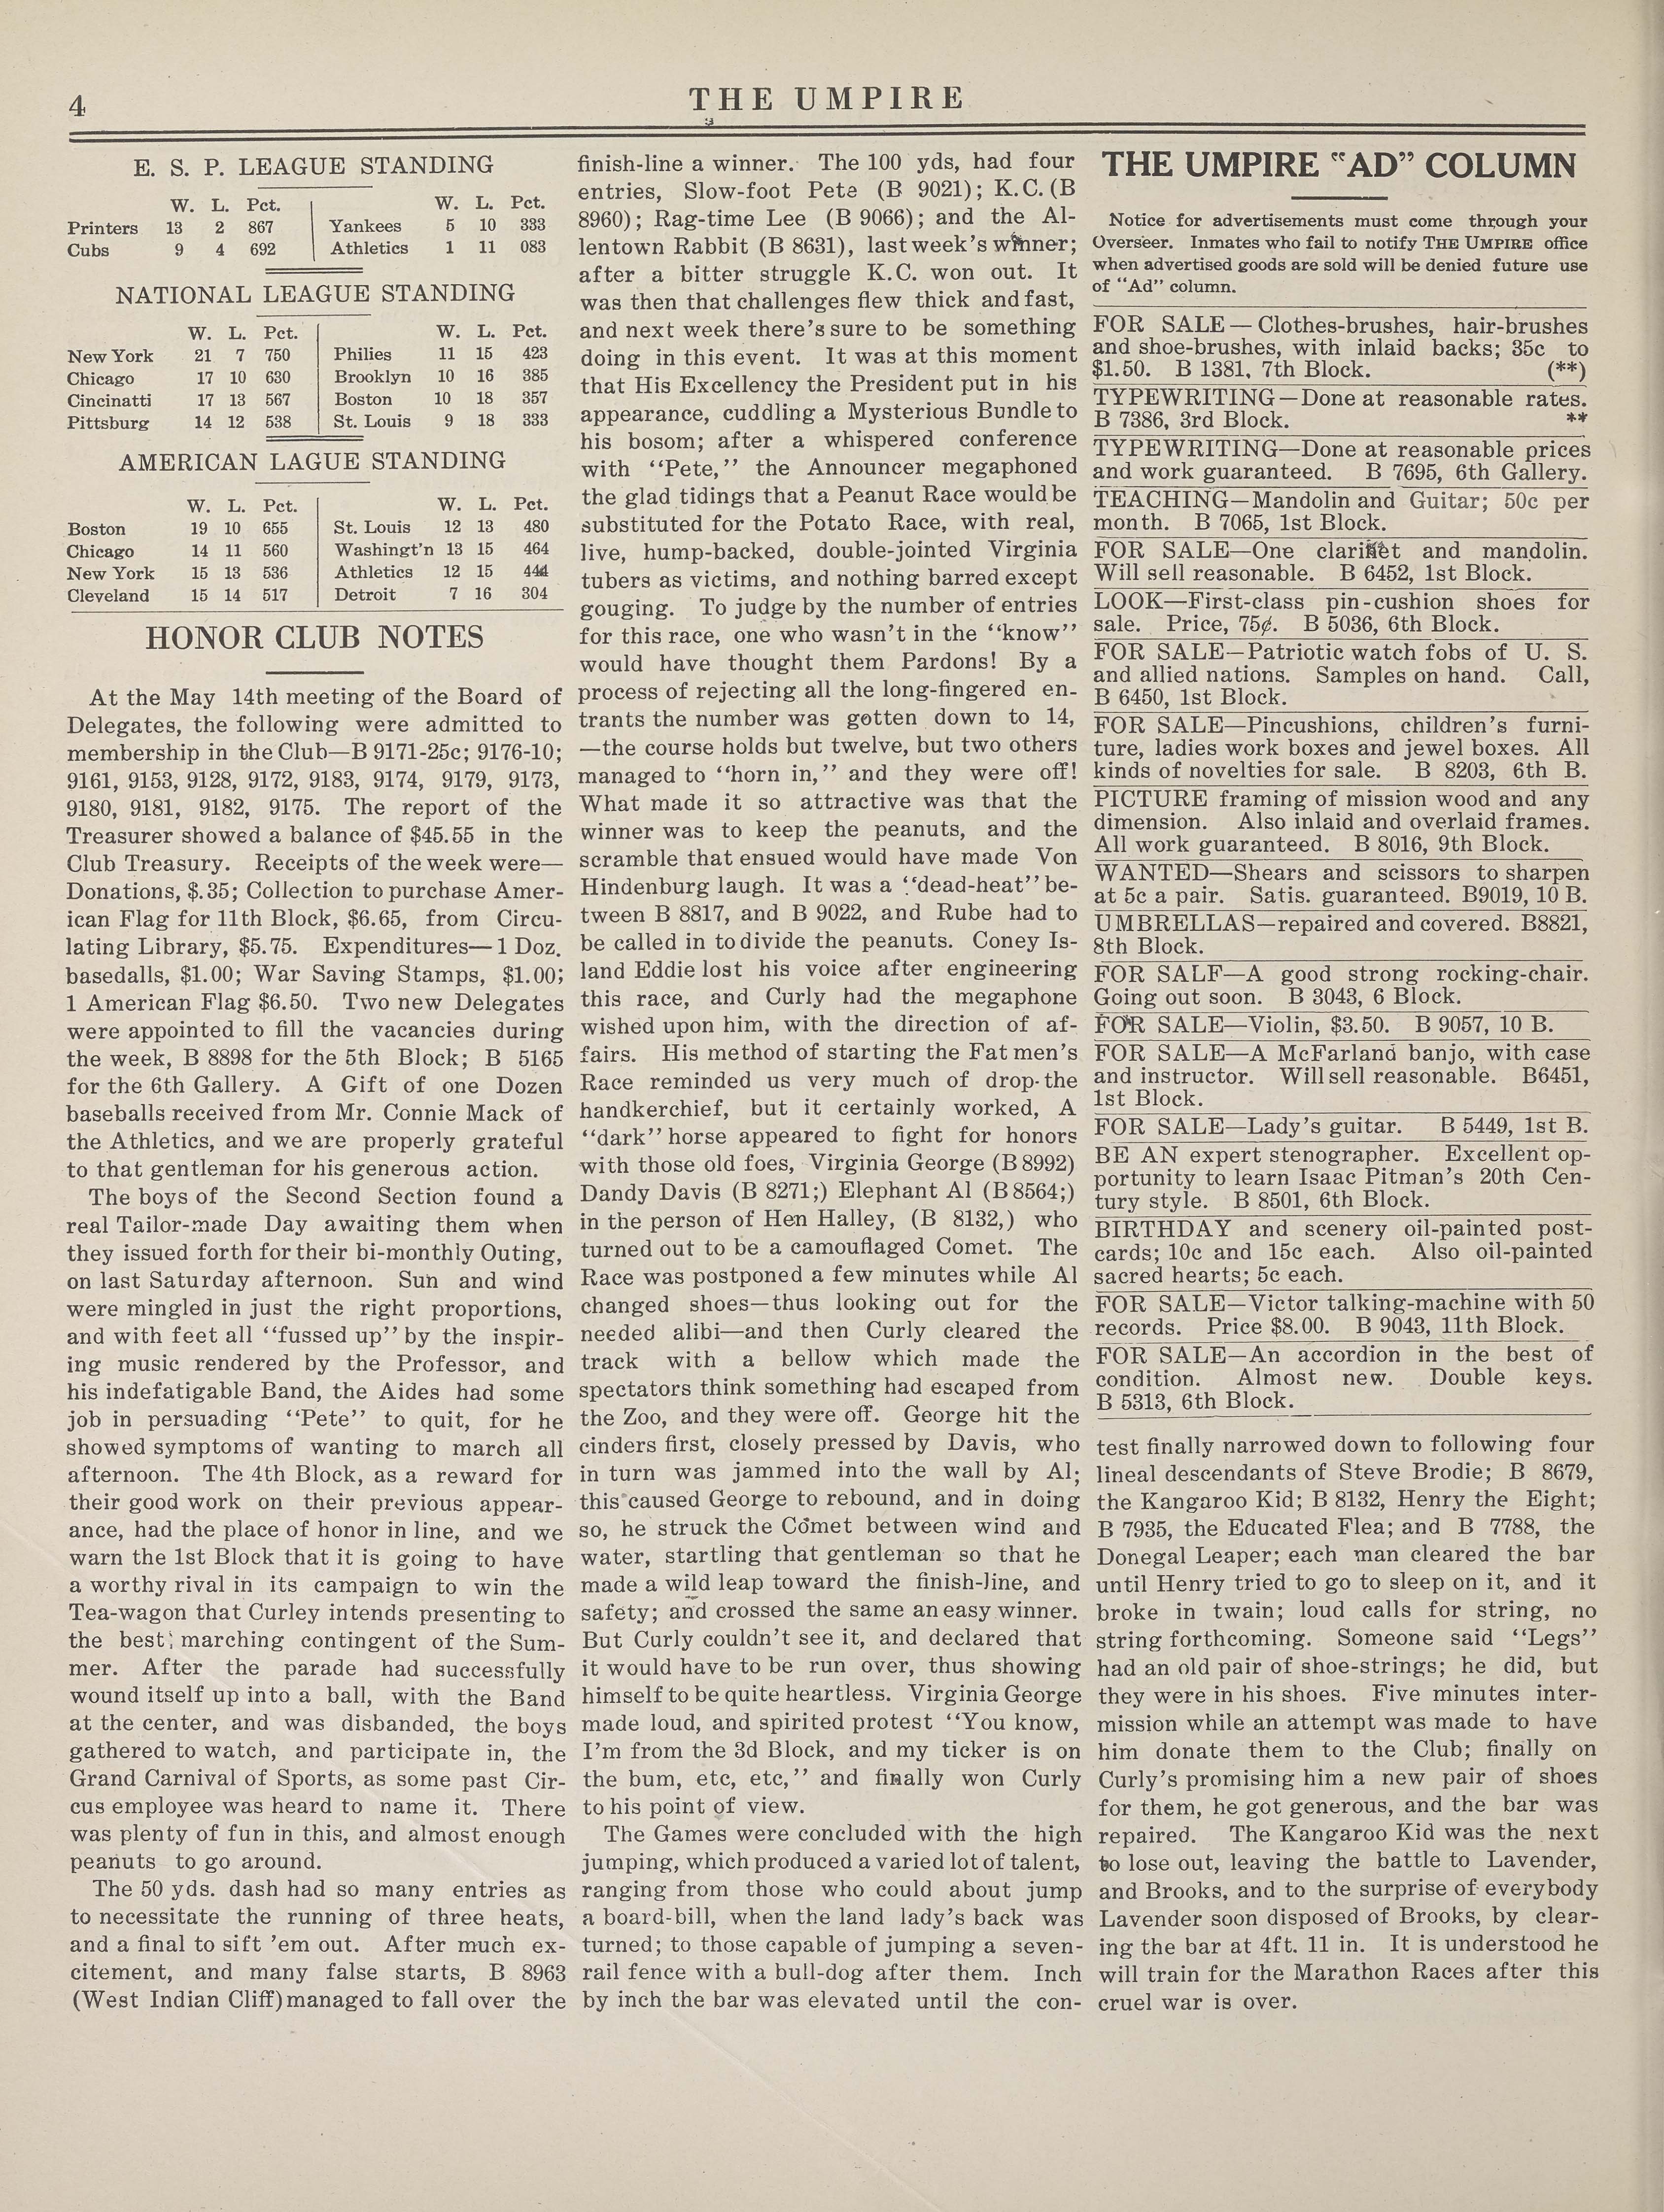 4
THE UMPIRE
E. S. P. LEAGUE STANDING
W. L. Pct. W. L. Pct.
Printers 13 2 867 Yankees 5 10 333
Cubs 9 4 692 Athletics 1 11 083
NATIONAL LEAGUE STANDING
W. L. Pct. W. L. Pct.
New York 21 7 750 Philies 11 15 423
Chicago 17 10 630 Brooklyn 10 16 385
Cincinatti 17 13 567 Boston 10 18 357
Pittsburg 14 12 538 St. Louis 9 18 333
AMERICAN LAGUE STANDING
W. L. Pct. W. L. Pct.
Boston 19 10 655 St. Louis 12 13 480
Chicago 14 11 560 Washingt'n 13 15 464
New York 15 13 536 Athletics 12 15 444
Cleveland 15 14 517 Detroit 7 16 304
HONOR CLUB NOTES
At the May 14th meeting of the Board of
Delegates, the following were admitted to
membership in the Club—B 9171-25c; 9176-10;
9161, 9153, 9128, 9172, 9183, 9174, 9179, 9173,
9180, 9181, 9182, 9175. The report of the
Treasurer showed a balance of $45.55 in the
Club Treasury. Receipts of the week were—
Donations, $.35; Collection to purchase Amer-
ican Flag for 11th Block, $6.65, from Circu-
lating Library, $5.75. Expenditures—1 Doz.
basedalls, $1.00; War Saving Stamps, $1.00;
1 American Flag $6.50. Two new Delegates
were appointed to fill the vacancies during
the week, B 8898 for the 5th Block; B 5165
for the 6th Gallery. A Gift of one Dozen
baseballs received from Mr. Connie Mack of
the Athletics, and we are properly grateful
to that gentleman for his generous action.
The boys of the Second Section found a
real Tailor-made Day awaiting them when
they issued forth for their bi-monthly Outing,
on last Saturday afternoon. Sun and wind
were mingled in just the right proportions,
and with feet all "fussed up" by the inspir-
ing music rendered by the Professor, and
his indefatigable Band, the Aides had some
job in persuading "Pete" to quit, for he
showed symptoms of wanting to march all
afternoon. The 4th Block, as a reward for
their good work on their previous appear-
ance, had the place of honor in line, and we
warn the 1st Block that it is going to have
a worthy rival in its campaign to win the
Tea-wagon that Curley intends presenting to
the best marching contingent of the Sum-
mer. After the parade had successfully
wound itself up into a ball, with the Band
at the center, and was disbanded, the boys
gathered to watch, and participate in, the
Grand Carnival of Sports, as some past Cir-
cus employee was heard to name it. There
was plenty of fun in this, and almost enough
peanuts to go around.
The 50 yds. dash had so many entries as
to necessitate the running of three heats,
and a final to sift 'em out. After much ex-
citement, and many false starts, B 8963
(West Indian Cliff) managed to fall over the
finish-line a winner. The 100 yds, had four
entries, Slow-foot Pete (B 9021); K.C. (B
8960); Rag-time Lee (B 9066); and the Al-
lentown Rabbit (B 8631), last week's winner;
after a bitter struggle K.C. won out. It
was then that challenges flew thick and fast,
and next week there's sure to be something
doing in this event. It was at this moment
that His Excellency the President put in his
appearance, cuddling a Mysterious Bundle to
his bosom; after a whispered conference
with "Pete," the Announcer megaphoned
the glad tidings that a Peanut Race would be
substituted for the Potato Race, with real,
live, hump-backed, double-jointed Virginia
tubers as victims, and nothing barred except
gouging. To judge by the number of entries
for this race, one who wasn't in the "know"
would have thought them Pardons! By a
process of rejecting all the long-fingered en-
trants the number was gotten down to 14,
—the course holds but twelve, but two others
managed to "horn in," and they were off!
What made it so attractive was that the
winner was to keep the peanuts, and the
scramble that ensued would have made Von
Hindenburg laugh. It was a "dead-heat" be-
tween B 8817, and B 9022, and Rube had to
be called in to divide the peanuts. Coney Is-
land Eddie lost his voice after engineering
this race, and Curly had the megaphone
wished upon him, with the direction of af-
fairs. His method of starting the Fat men's
Race reminded us very much of drop-the
handkerchief, but it certainly worked, A
"dark" horse appeared to fight for honors
with those old foes, Virginia George (B 8992)
Dandy Davis (B 8271;) Elephant Al (B 8564;)
in the person of Hen Halley, (B 8132,) who
turned out to be a camouflaged Comet. The
Race was postponed a few minutes while Al
changed shoes—thus looking out for the
needed alibi—and then Curly cleared the
track with a bellow which made the
spectators think something had escaped from
the Zoo, and they were off. George hit the
cinders first, closely pressed by Davis, who
in turn was jammed into the wall by Al;
this caused George to rebound, and in doing
so, he struck the Comet between wind and
water, startling that gentleman so that he
made a wild leap toward the finish-line, and
safety; and crossed the same an easy winner.
But Curly couldn't see it, and declared that
it would have to be run over, thus showing
himself to be quite heartless. Virginia George
made loud, and spirited protest "You know,
I'm from the 3d Block, and my ticker is on
the bum, etc, etc," and finally won Curly
to his point of view.
The Games were concluded with the high
jumping, which produced a varied lot of talent,
ranging from those who could about jump
a board-bill, when the land lady's back was
turned; to those capable of jumping a seven-
rail fence with a bull-dog after them. Inch
by inch the bar was elevated until the con-
THE UMPIRE "AD" COLUMN
Notice for advertisements must come through your
Overseer. Inmates who fail to notify THE UMPIRE office
when advertised goods are sold will be denied future use
of "Ad" column.
FOR SALE—Clothes-brushes, hair-brushes
and shoe-brushes, with inlaid backs; 35c to
$1.50. B 1381, 7th Block. (**)
TYPEWRITING—Done at reasonable rates.
B 7386, 3rd Block. **
TYPEWRITING—Done at reasonable prices
and work guaranteed. B 7695, 6th Gallery.
TEACHING—Mandolin and Guitar; 50c per
month. B 7065, 1st Block.
FOR SALE—One clarinet and mandolin.
Will sell reasonable. B 6452, 1st Block.
LOOK—First-class pin-cushion shoes for
sale. Price, 75¢. B 5036, 6th Block.
FOR SALE—Patriotic watch fobs of U. S.
and allied nations. Samples on hand. Call,
B 6450, 1st Block.
FOR SALE—Pincushions, children's furni-
ture, ladies work boxes and jewel boxes. All
kinds of novelties for sale. B 8203, 6th B.
PICTURE framing of mission wood and any
dimension. Also inlaid and overlaid frames.
All work guaranteed. B 8016, 9th Block.
WANTED—Shears and scissors to sharpen
at 5c a pair. Satis. guaranteed. B9019, 10 B.
UMBRELLAS—repaired and covered. B8821,
8th Block.
FOR SALF—A good strong rocking-chair.
Going out soon. B 3043, 6 Block.
FOR SALE—Violin, $3.50. B 9057, 10 B.
FOR SALE—A McFarland banjo, with case
and instructor. Will sell reasonable. B6451,
1st Block.
FOR SALE—Lady's guitar. B 5449, 1st B.
BE AN expert stenographer. Excellent op-
portunity to learn Isaac Pitman's 20th Cen-
tury style. B 8501, 6th Block.
BIRTHDAY and scenery oil-painted post-
cards; 10c and 15c each. Also oil-painted
sacred hearts; 5c each.
FOR SALE—Victor talking-machine with 50
records. Price $8.00. B 9043, 11th Block.
FOR SALE—An accordion in the best of
condition. Almost new. Double keys.
B 5313, 6th Block.
test finally narrowed down to following four
lineal descendants of Steve Brodie; B 8679,
the Kangaroo Kid; B 8132, Henry the Eight;
B 7935, the Educated Flea; and B 7788, the
Donegal Leaper; each man cleared the bar
until Henry tried to go to sleep on it, and it
broke in twain; loud calls for string, no
string forthcoming. Someone said "Legs"
had an old pair of shoe-strings; he did, but
they were in his shoes. Five minutes inter-
mission while an attempt was made to have
him donate them to the Club; finally on
Curly's promising him a new pair of shoes
for them, he got generous, and the bar was
repaired. The Kangaroo Kid was the next
to lose out, leaving the battle to Lavender,
and Brooks, and to the surprise of everybody
Lavender soon disposed of Brooks, by clear-
ing the bar at 4ft. 11 in. It is understood he
will train for the Marathon Races after this
cruel war is over.